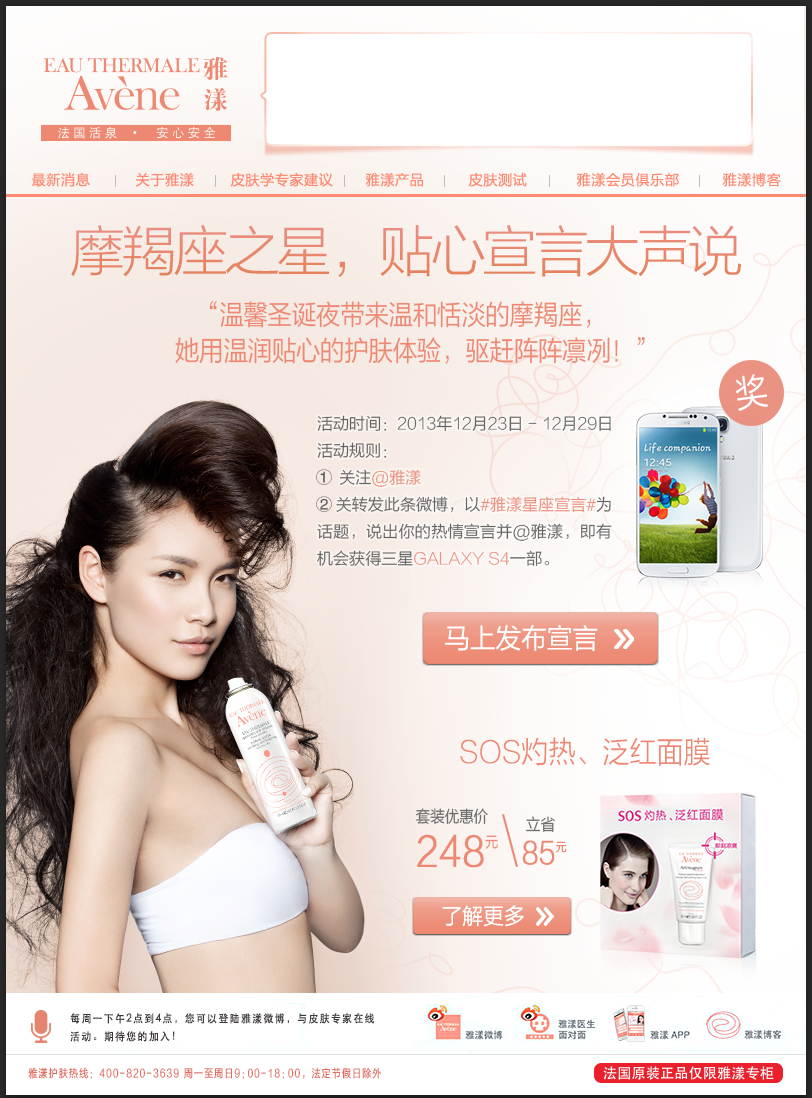 EAU THERMALE 雅
Avène 漾
法国活泉 · 安心安全
最新消息 关于雅漾 皮肤学专家建议 雅漾产品 皮肤测试 雅漾会员俱乐部 雅漾博客
摩羯座之星，贴心宣言大声说
“温馨圣诞夜带来温和恬淡的摩羯座，
她用温润贴心的护肤体验，驱赶阵阵凛冽！”
奖
活动时间：2013年12月23日 - 12月29日
活动规则：
① 关注@雅漾
② 关转发此条微博，以#雅漾星座宣言#为
话题，说出你的热情宣言并@雅漾，即有
机会获得三星GALAXY S4一部。
Life companion
12:45
马上发布宣言 »
EAU THERMALE
Avène
SOS灼热、泛红面膜
套装优惠价
248元
立省
85元
了解更多 »
SOS 灼热、泛红面膜
EAU THERMALE
Avène
每周一下午2点到4点，您可以登陆雅漾微博，与皮肤专家在线
活动。期待您的加入！
雅漾微博
雅漾医生
面对面
雅漾 APP
雅漾博客
雅漾护肤热线：400-820-3639 周一至周日9:00-18:00，法定节假日除外
法国原装正品仅限雅漾专柜